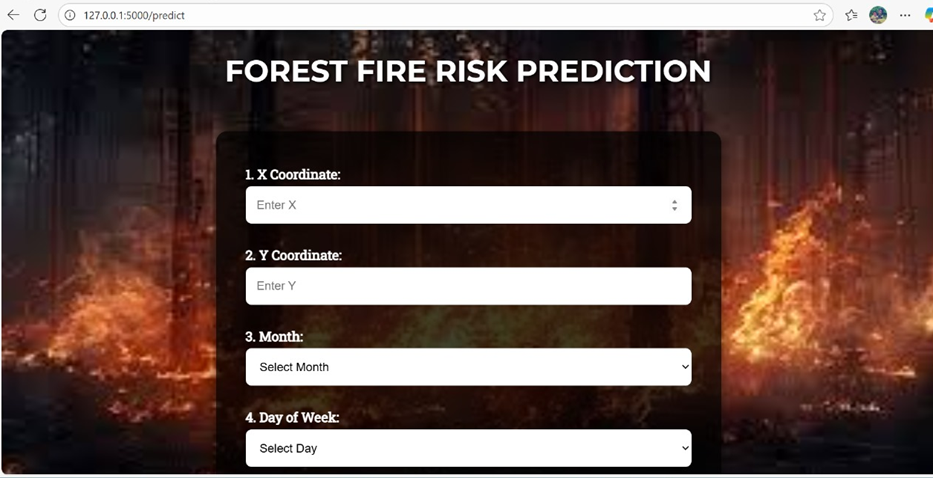 127.0.0.1:5000/predict
FOREST FIRE RISK PREDICTION
1. X Coordinate:
Enter X
2. Y Coordinate:
Enter Y
3. Month:
Select Month
4. Day of Week:
Select Day